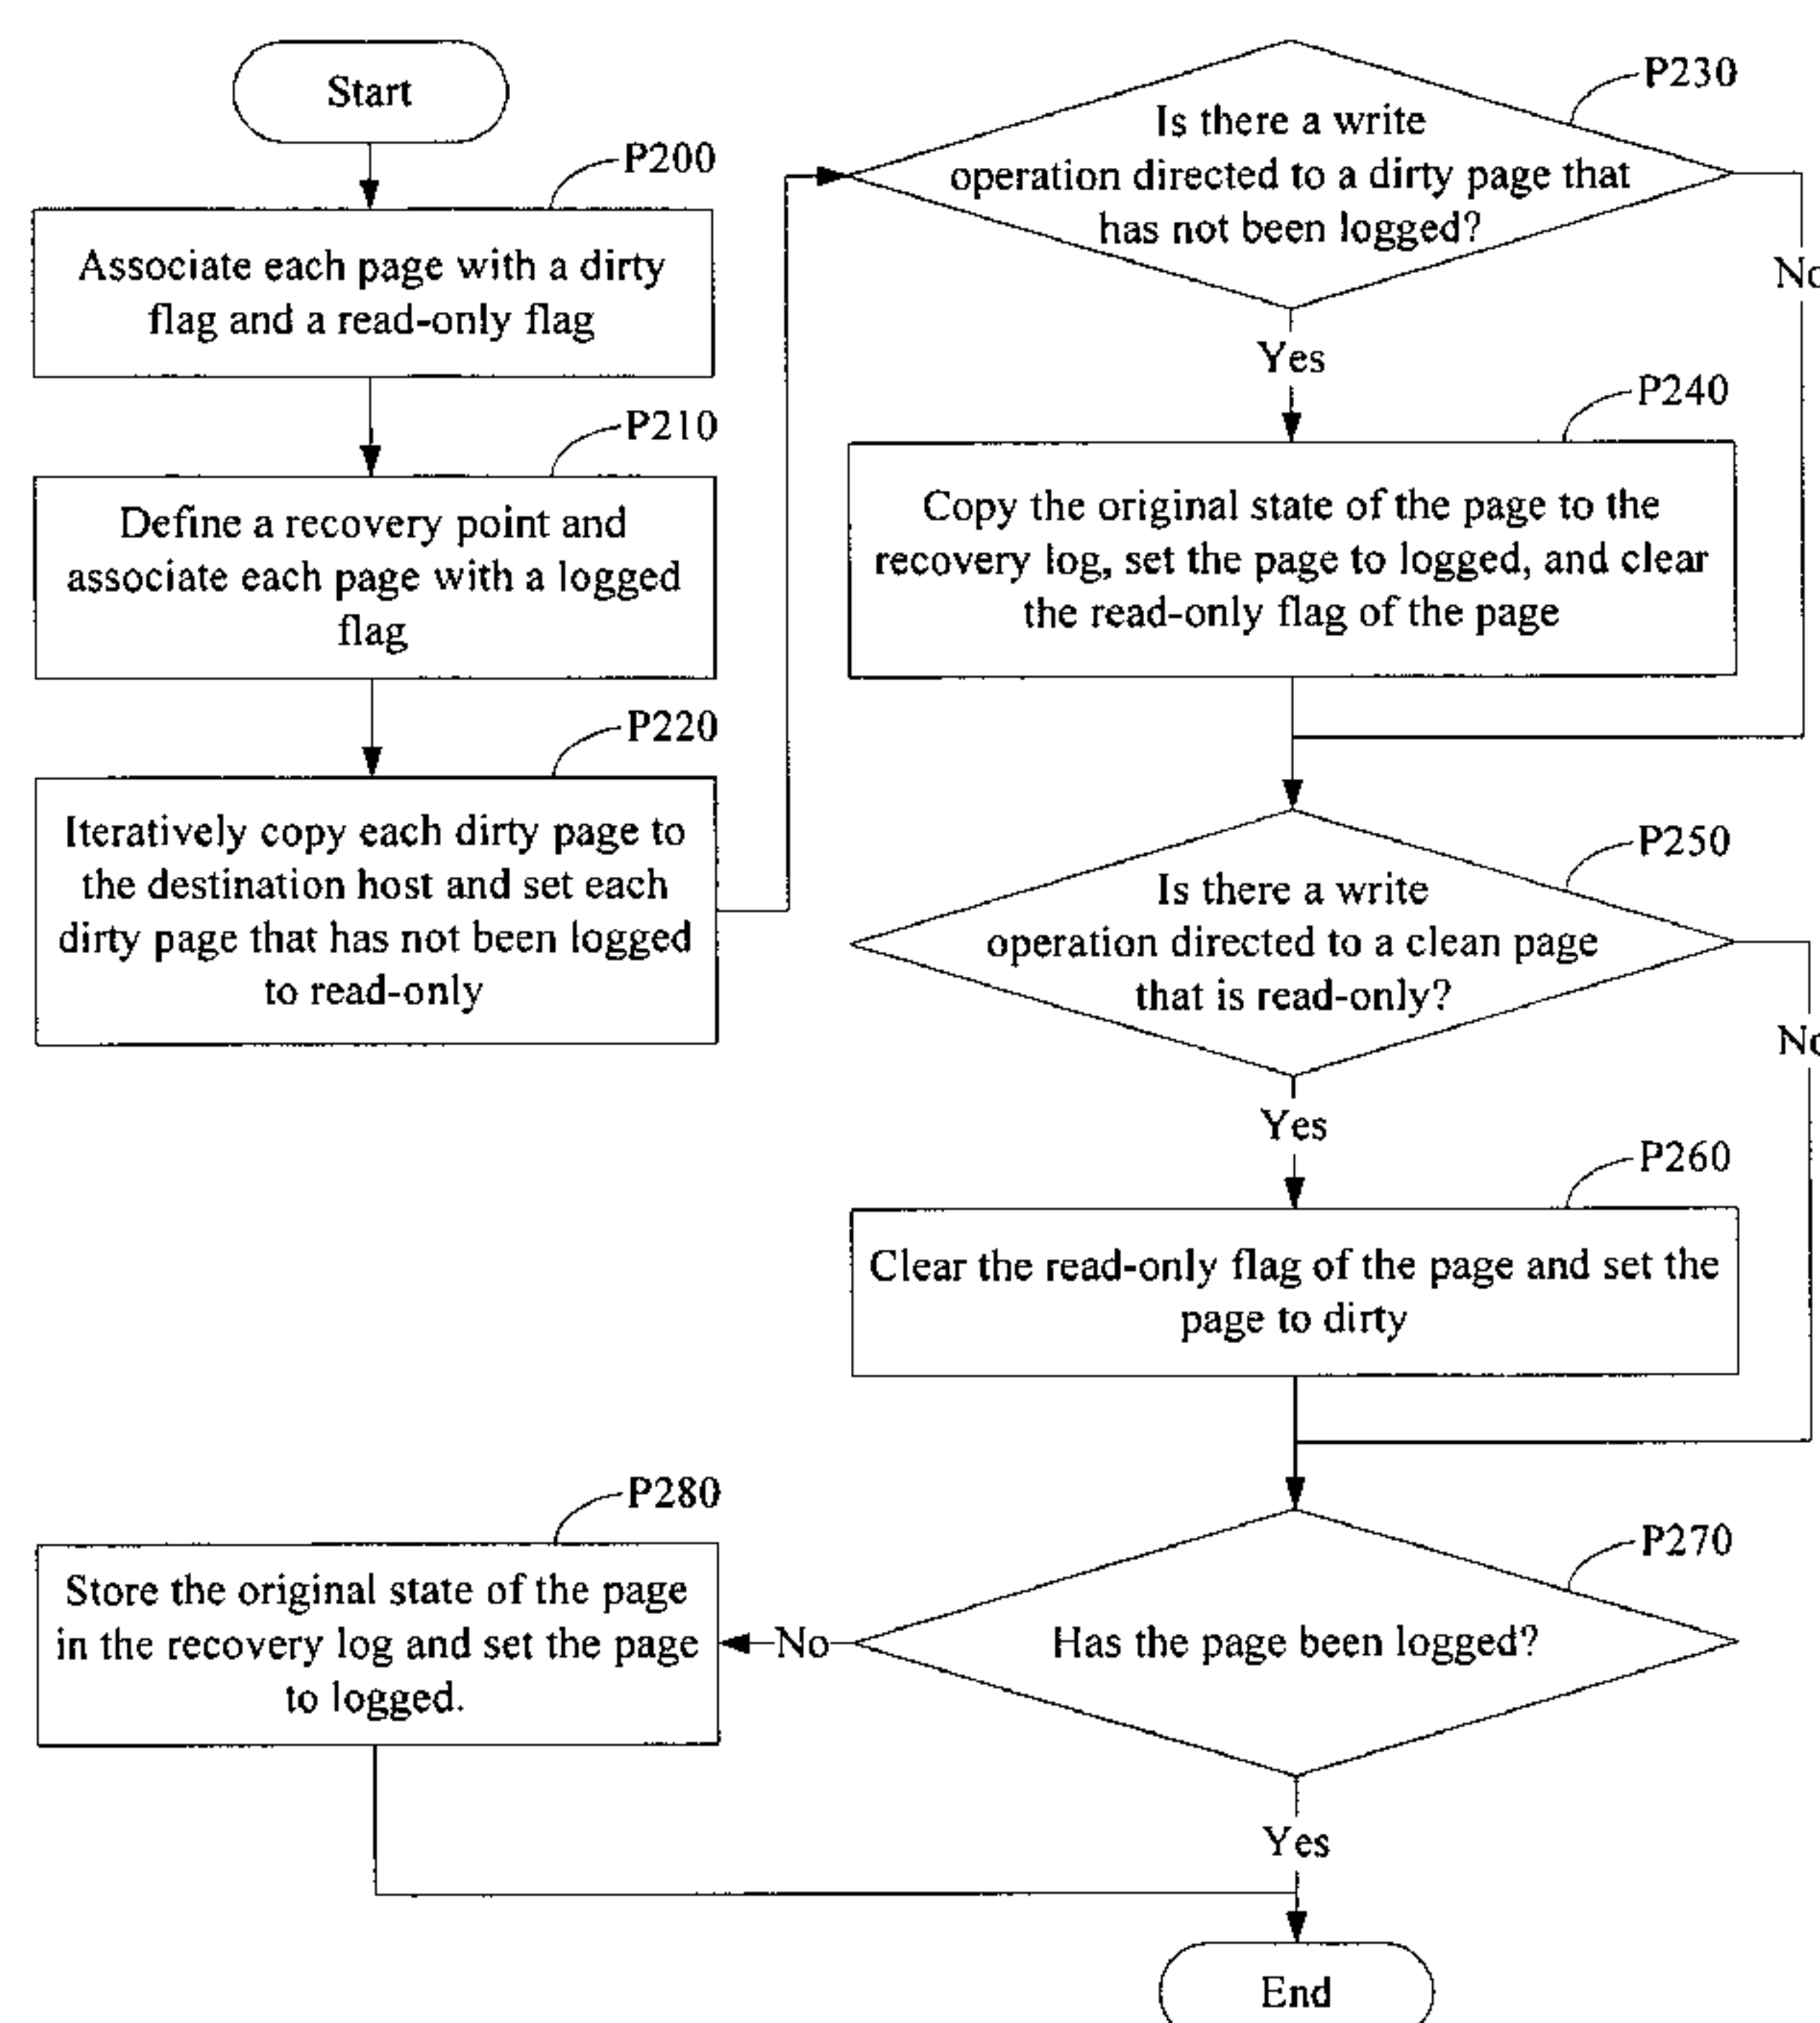 Start
P200
Associate each page with a dirty
flag and a read-only flag
P210
Define a recovery point and
associate each page with a logged
flag
P220
Iteratively copy each dirty page to
the destination host and set each
dirty page that has not been logged
to read-only
P230
Is there a write
operation directed to a dirty page that
has not been logged?
No
Yes
P240
Copy the original state of the page to the
recovery log, set the page to logged, and clear
the read-only flag of the page
P250
Is there a write
operation directed to a clean page
that is read-only?
No
Yes
P260
Clear the read-only flag of the page and set the
page to dirty
P270
Has the page been logged?
No
P280
Store the original state of the page
in the recovery log and set the page
to logged.
Yes
End